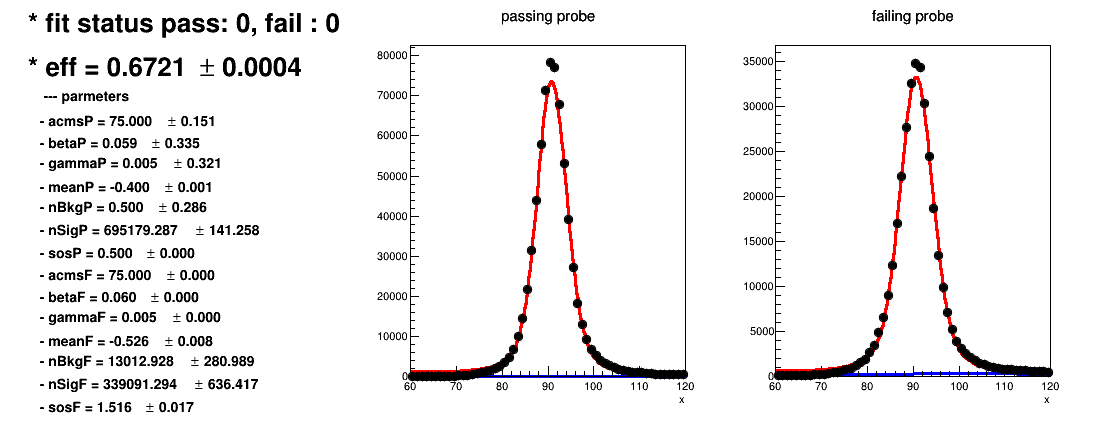 * fit status pass: 0, fail : 0
* eff = 0.6721 ± 0.0004
--- parmeters
- acmsP = 75.000 ± 0.151
- betaP = 0.059 ± 0.335
- gammaP = 0.005 ± 0.321
- meanP = -0.400 ± 0.001
- nBkgP = 0.500 ± 0.286
- nSigP = 695179.287 ± 141.258
- sosP = 0.500 ± 0.000
- acmsF = 75.000 ± 0.000
- betaF = 0.060 ± 0.000
- gammaF = 0.005 ± 0.000
- meanF = -0.526 ± 0.008
- nBkgF = 13012.928 ± 280.989
- nSigF = 339091.294 ± 636.417
- sosF = 1.516 ± 0.017
passing probe
80000
70000
60000
50000
40000
30000
20000
10000
0
60 70 80 90 100 110 120
x
failing probe
35000
30000
25000
20000
15000
10000
5000
0
60 70 80 90 100 110 120
x